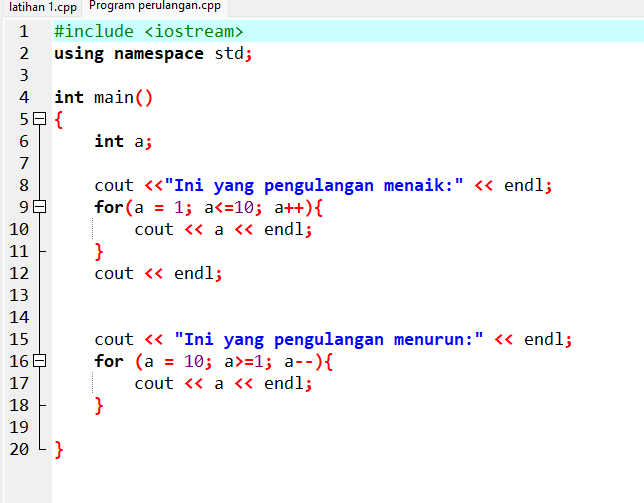 latihan 1.cpp Program perulangan.cpp
1 #include <iostream>
2 using namespace std;
3
4 int main()
5 {
6 int a;
7
8 cout <<"Ini yang pengulangan menaik:" << endl;
9 for(a = 1; a<=10; a++){
10 cout << a << endl;
11 }
12 cout << endl;
13
14
15 cout << "Ini yang pengulangan menurun:" << endl;
16 for (a = 10; a>=1; a--){
17 cout << a << endl;
18 }
19
20 }